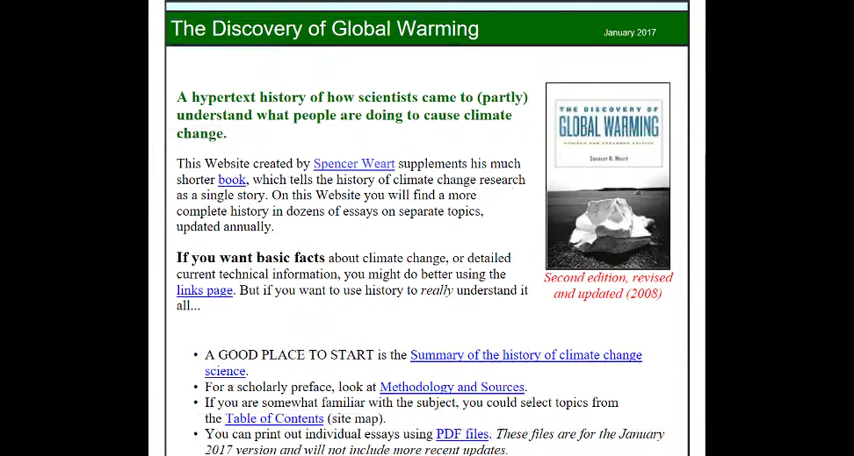 The Discovery of Global Warming
January 2017
A hypertext history of how scientists came to (partly)
understand what people are doing to cause climate
change.
This Website created by Spencer Weart supplements his much
shorter book, which tells the history of climate change research
as a single story. On this Website you will find a more
complete history in dozens of essays on separate topics,
updated annually.
If you want basic facts about climate change, or detailed
current technical information, you might do better using the
links page. But if you want to use history to really understand it
all...
THE DISCOVERY OF
GLOBAL WARMING
REVISED AND EXPANDED EDITION
Spencer R. Weart
Second edition, revised
and updated (2008)
• A GOOD PLACE TO START is the Summary of the history of climate change
science.
• For a scholarly preface, look at Methodology and Sources.
• If you are somewhat familiar with the subject, you could select topics from
the Table of Contents (site map).
• You can print out individual essays using PDF files. These files are for the January
2017 version and will not include more recent updates.